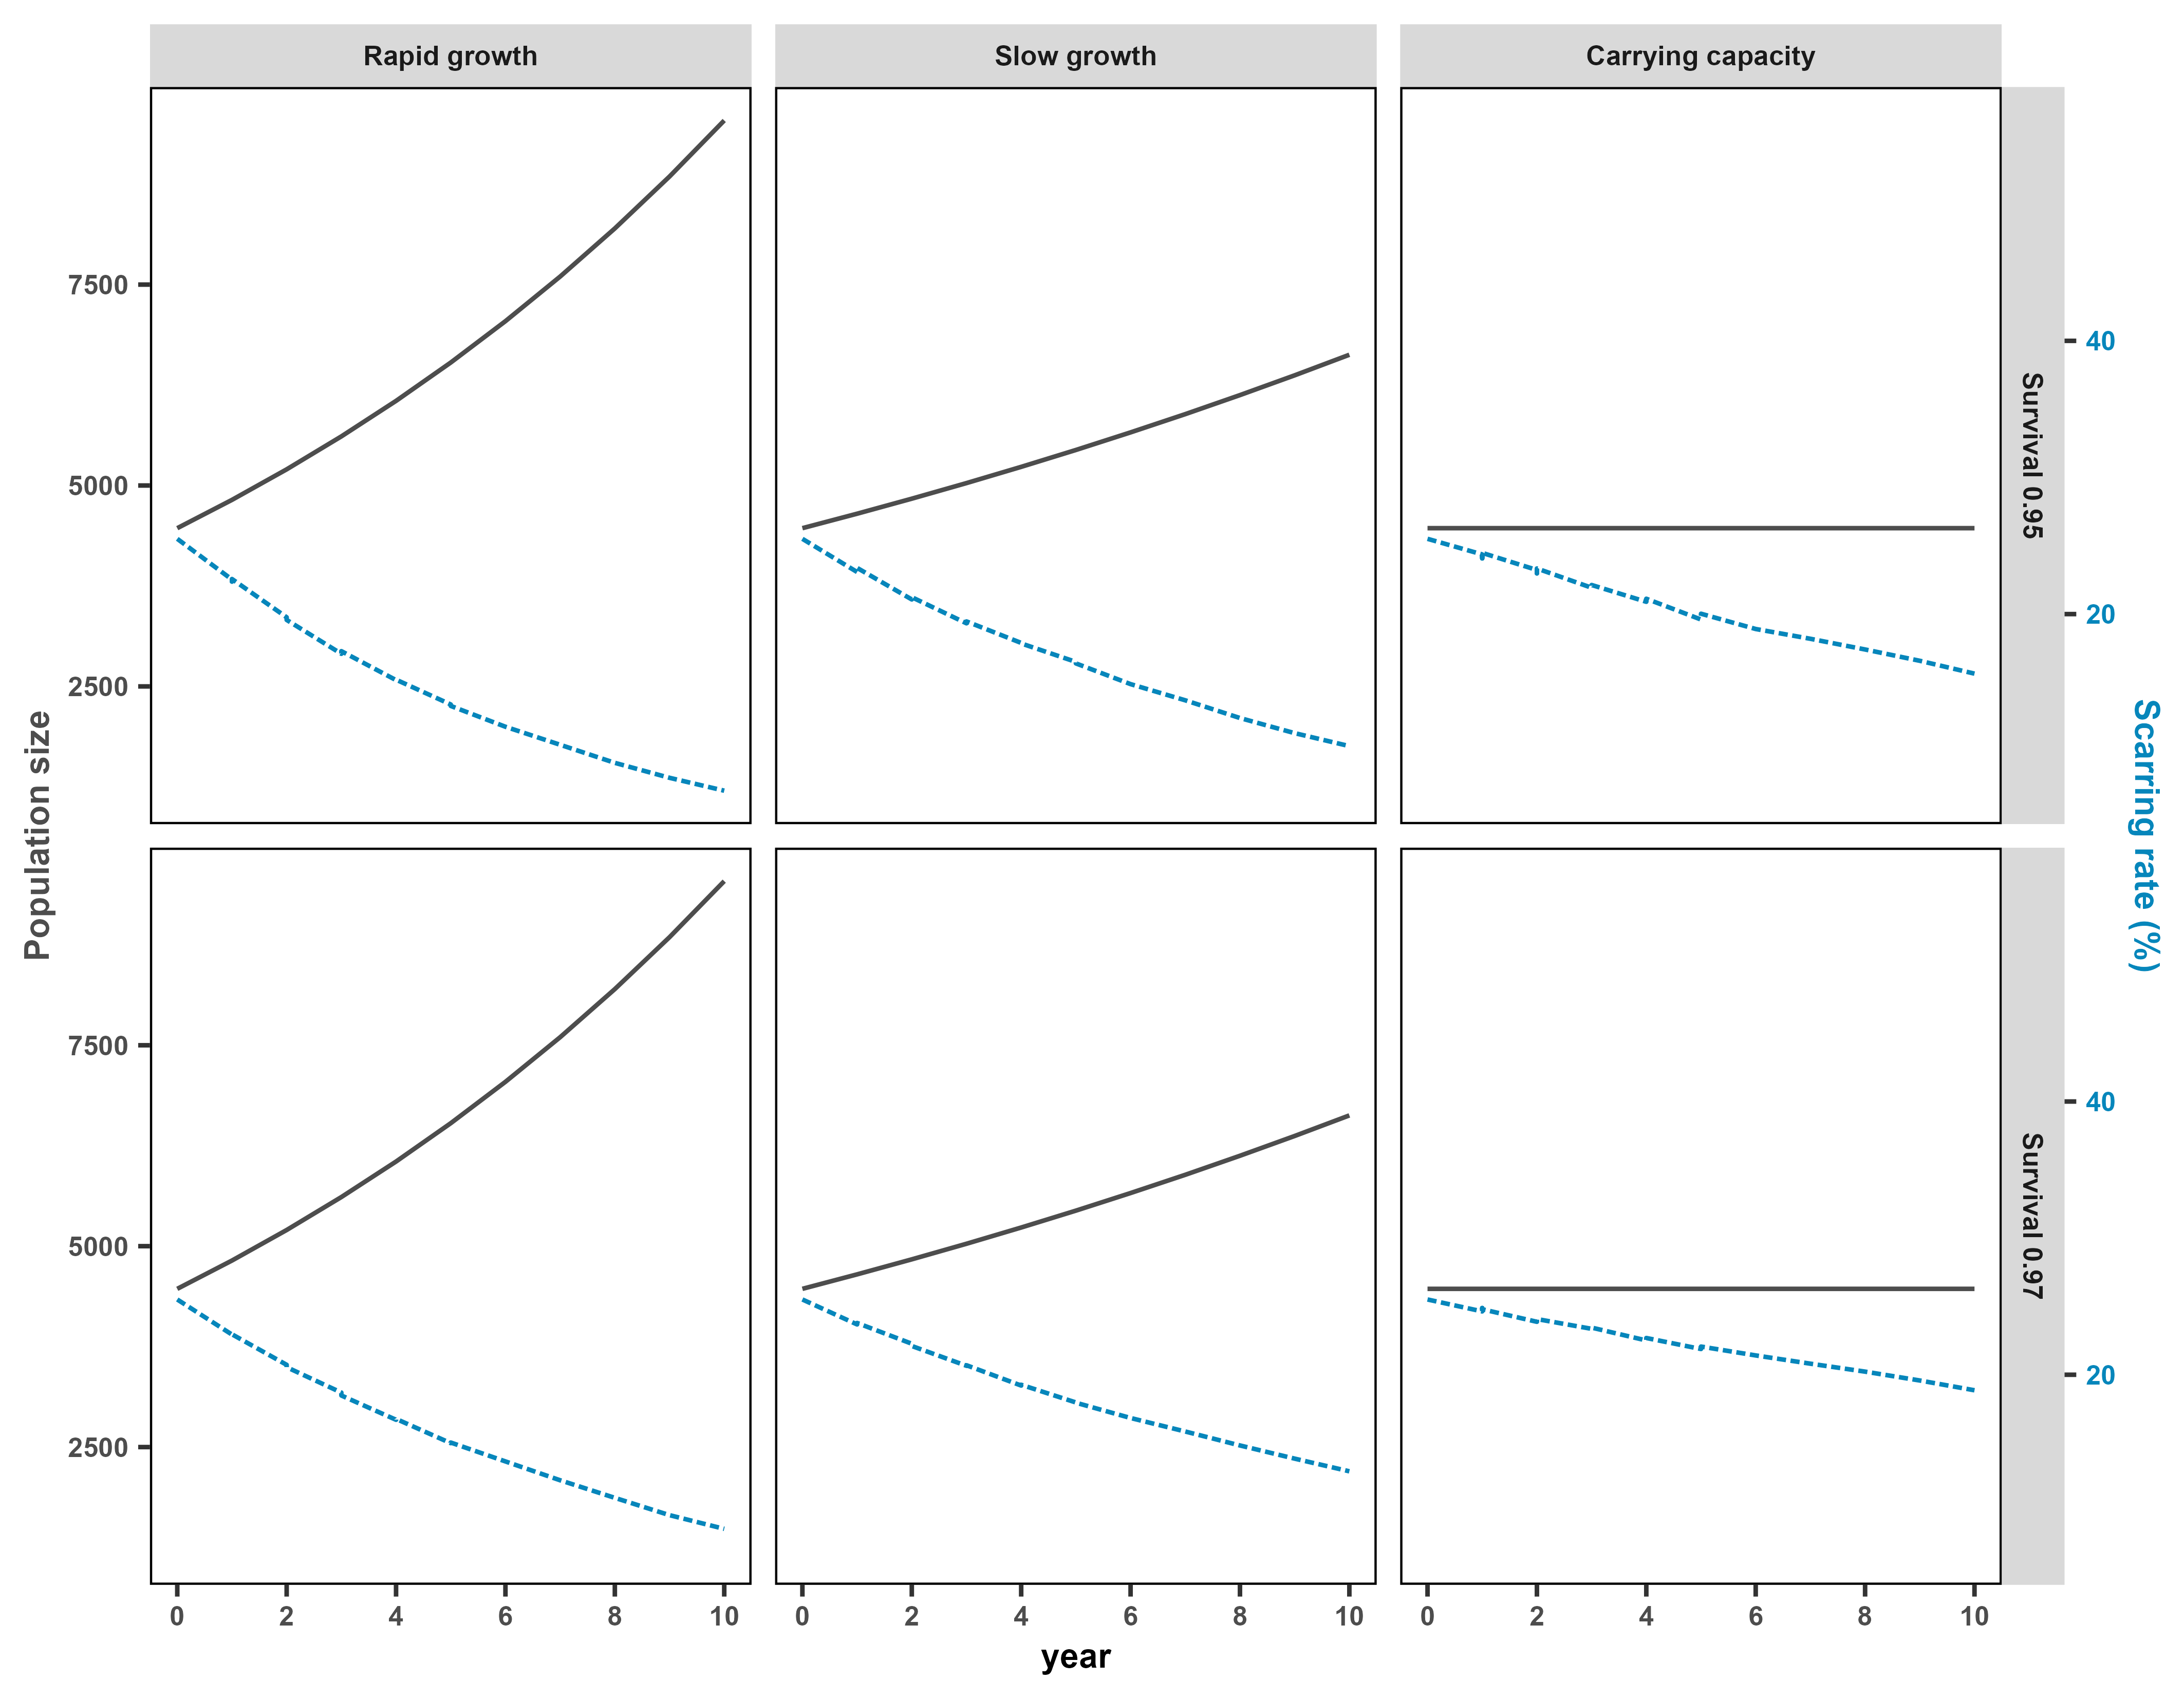 Rapid growth
Slow growth
Carrying capacity
7500
5000
2500
40
20
Survival 0.95
Population size
Scarring rate (%)
7500
5000
2500
40
20
Survival 0.97
0 2 4 6 8 10
0 2 4 6 8 10
0 2 4 6 8 10
year